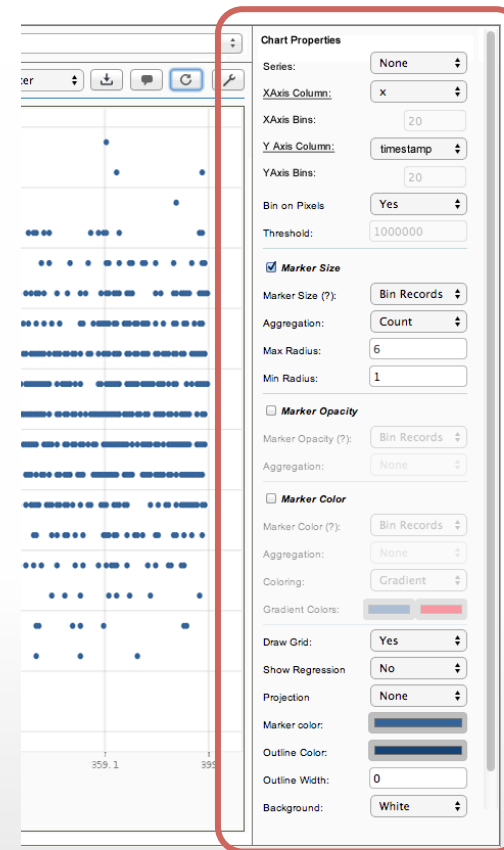 Chart Properties
Series: None
XAxis Column: x
XAxis Bins: 20
Y Axis Column: timestamp
YAxis Bins: 20
Bin on Pixels Yes
Threshold: 1000000
Marker Size
Marker Size (?): Bin Records
Aggregation: Count
Max Radius: 6
Min Radius: 1
Marker Opacity
Marker Opacity (?): Bin Records
Aggregation: None
Marker Color
Marker Color (?): Bin Records
Aggregation: None
Coloring: Gradient
Gradient Colors:
Draw Grid: Yes
Show Regression No
Projection None
Marker color:
Outline Color:
Outline Width: 0
Background: White
359.1